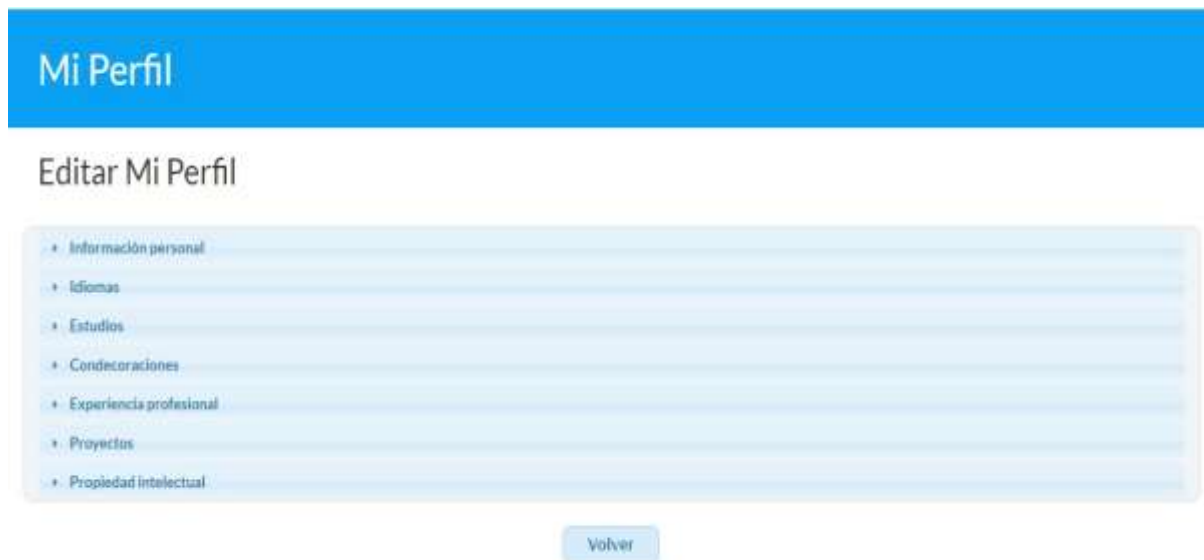 Mi Perfil
Editar Mi Perfil
Información personal
Idiomas
Estudios
Condecoraciones
Experiencia profesional
Proyectos
Propiedad intelectual
Volver